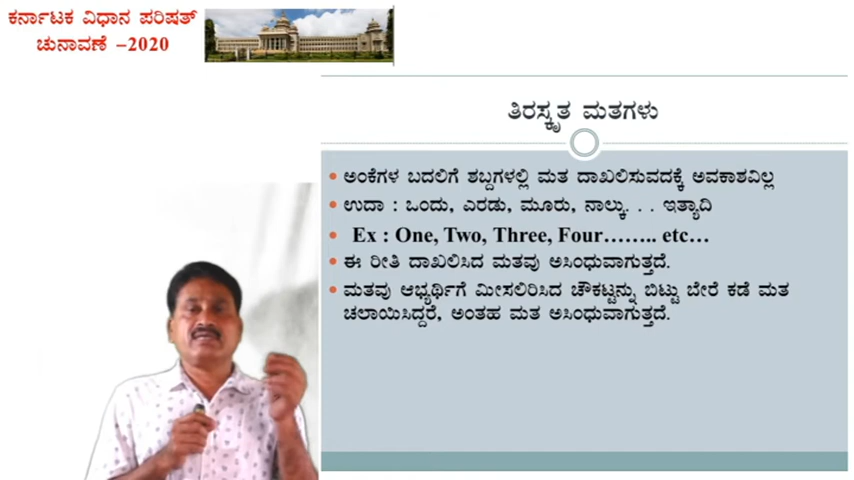 ಕರ್ನಾಟಕ ವಿಧಾನ ಪರಿಷತ್
ಚುನಾವಣೆ –2020
ತಿರಸ್ಕೃತ ಮತಗಳು
ಅಂಕೆಗಳ ಬದಲಿಗೆ ಶಬ್ದಗಳಲ್ಲಿ ಮತ ದಾಖಲಿಸುವದಕ್ಕೆ ಅವಕಾಶವಿಲ್ಲ
ಉದಾ : ಒಂದು, ಎರಡು, ಮೂರು, ನಾಲ್ಕು. . . ಇತ್ಯಾದಿ
Ex : One, Two, Three, Four…….. etc…
ಈ ರೀತಿ ದಾಖಲಿಸಿದ ಮತವು ಅಸಿಂಧುವಾಗುತ್ತದೆ.
ಮತವು ಆಭ್ಯರ್ಥಿಗೆ ಮೀಸಲಿರಿಸಿದ ಚೌಕಟ್ಟನ್ನು ಬಿಟ್ಟು ಬೇರೆ ಕಡೆ ಮತ
ಚಲಾಯಿಸಿದ್ದರೆ, ಅಂತಹ ಮತ ಅಸಿಂಧುವಾಗುತ್ತದೆ.